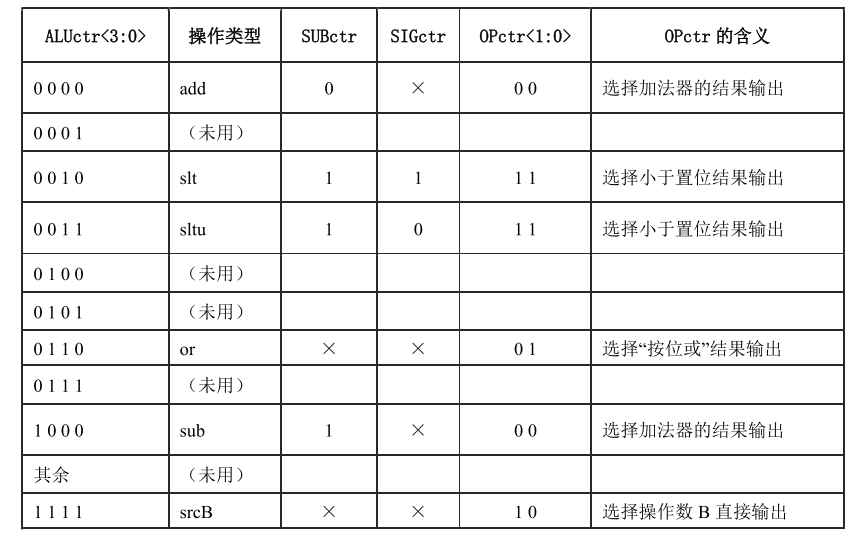 ALUctr<3:0> 操作类型 SUBctr SIGctr OPctr<1:0> OPctr 的含义
0 0 0 0 add 0 × 0 0 选择加法器的结果输出
0 0 0 1 （未用）
0 0 1 0 slt 1 1 1 1 选择小于置位结果输出
0 0 1 1 sltu 1 0 1 1 选择小于置位结果输出
0 1 0 0 （未用）
0 1 0 1 （未用）
0 1 1 0 or × × 0 1 选择“按位或”结果输出
0 1 1 1 （未用）
1 0 0 0 sub 1 × 0 0 选择加法器的结果输出
其余 （未用）
1 1 1 1 srcB × × 1 0 选择操作数 B 直接输出